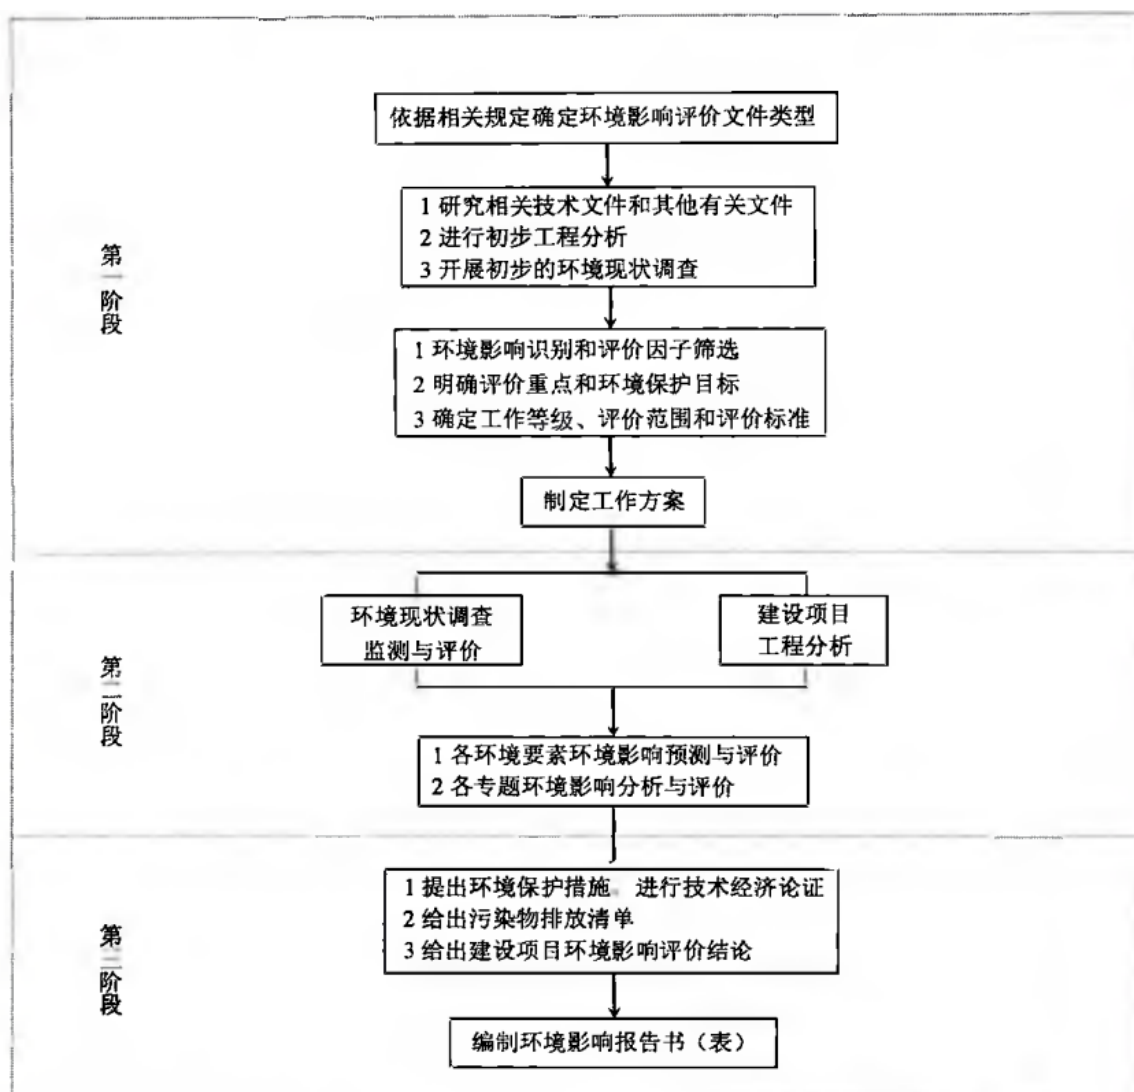 依据相关规定确定环境影响评价文件类型
1 研究相关技术文件和其他有关文件
2 进行初步工程分析
3 开展初步的环境现状调查
第一阶段
1 环境影响识别和评价因子筛选
2 明确评价重点和环境保护目标
3 确定工作等级、评价范围和评价标准
制定工作方案
环境现状调查
监测与评价
建设项目
工程分析
第二阶段
1 各环境要素环境影响预测与评价
2 各专题环境影响分析与评价
1 提出环境保护措施，进行技术经济论证
2 给出污染物排放清单
3 给出建设项目环境影响评价结论
第三阶段
编制环境影响报告书（表）